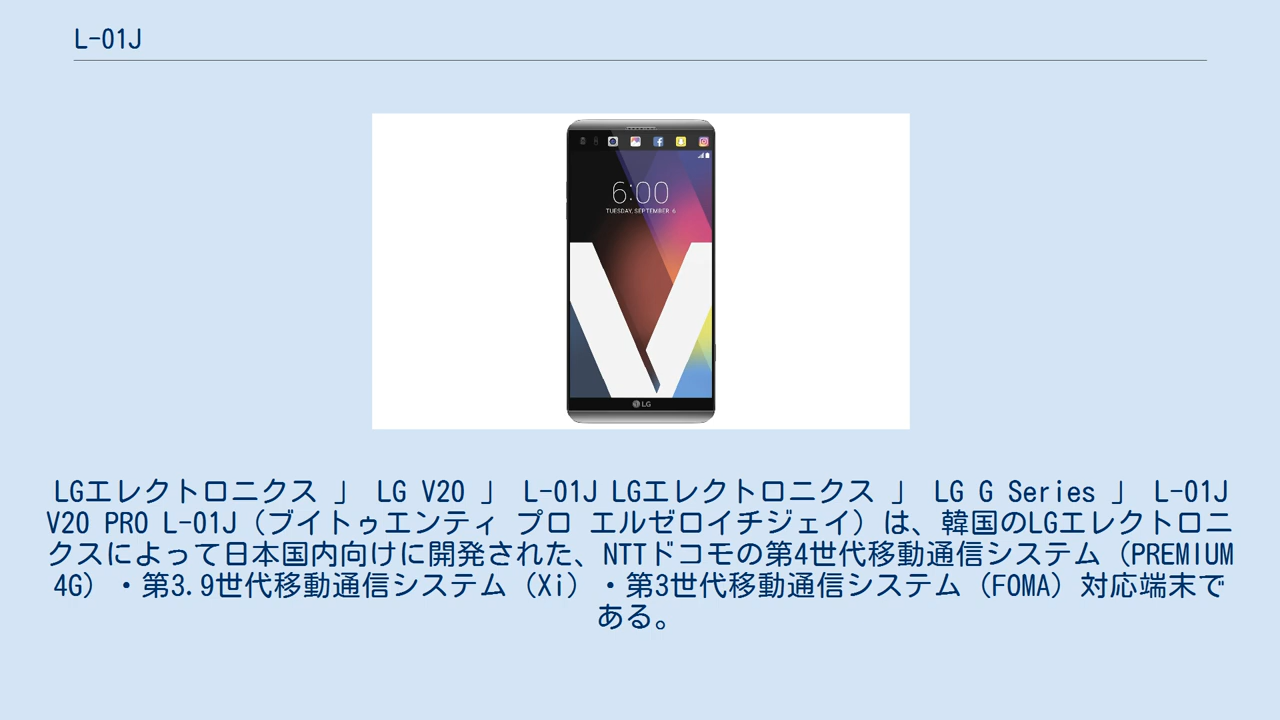 L-01J
6:00
TUESDAY, SEPTEMBER 6
LG
LGエレクトロニクス 」 LG V20 」 L-01J LGエレクトロニクス 」 LG G Series 」 L-01J
V20 PRO L-01J（ブイトゥエンティ プロ エルゼロイチジェイ）は、韓国のLGエレクトロニ
クスによって日本国内向けに開発された、NTTドコモの第4世代移動通信システム（PREMIUM
4G）・第3.9世代移動通信システム（Xi）・第3世代移動通信システム（FOMA）対応端末で
ある。